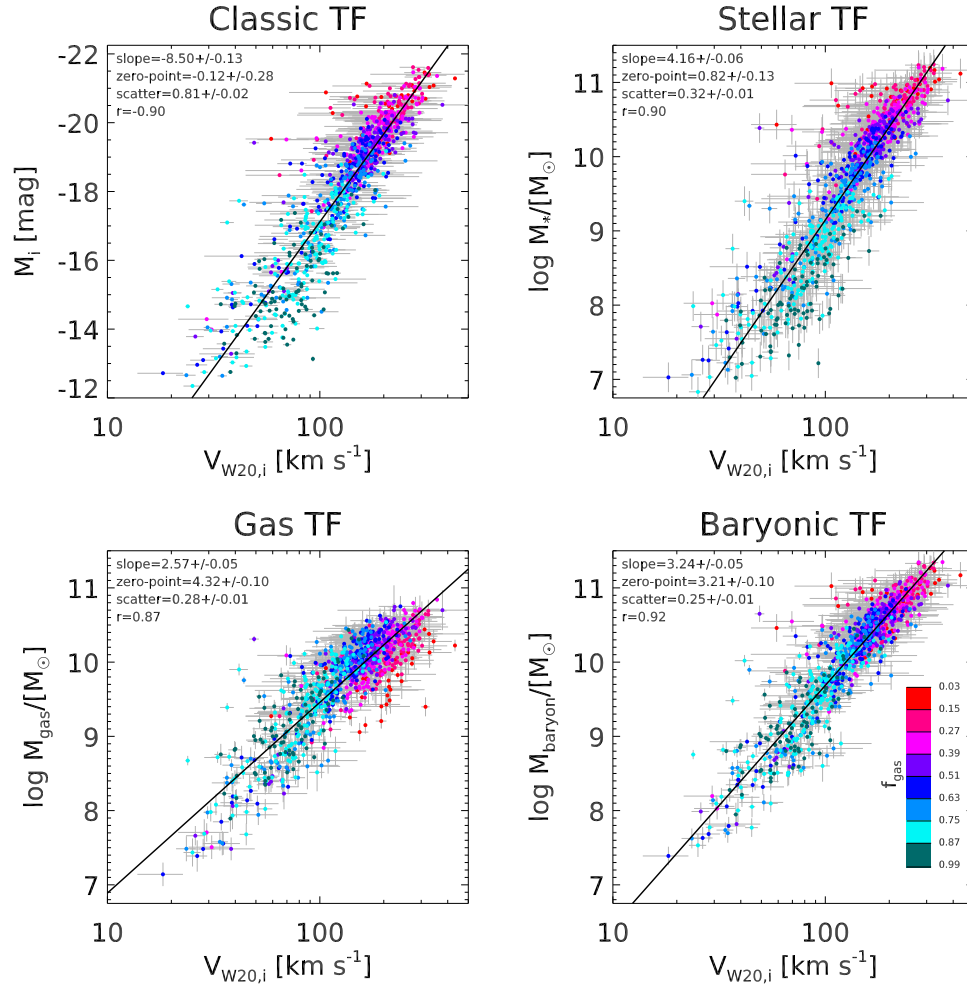 Classic TF
slope=-8.50+/-0.13
zero-point=-0.12+/-0.28
scatter=0.81+/-0.02
r=-0.90
-22
-20
-18
-16
-14
-12
M_i [mag]
10
100
V_W20,i [km s^-1]
Stellar TF
slope=4.16+/-0.06
zero-point=0.82+/-0.13
scatter=0.32+/-0.01
r=0.90
11
10
9
8
7
log M_*/[M_⊙]
10
100
V_W20,i [km s^-1]
Gas TF
slope=2.57+/-0.05
zero-point=4.32+/-0.10
scatter=0.28+/-0.01
r=0.87
11
10
9
8
7
log M_gas/[M_⊙]
10
100
V_W20,i [km s^-1]
Baryonic TF
slope=3.24+/-0.05
zero-point=3.21+/-0.10
scatter=0.25+/-0.01
r=0.92
11
10
9
8
7
log M_baryon/[M_⊙]
10
100
V_W20,i [km s^-1]
f_gas
0.03
0.15
0.27
0.39
0.51
0.63
0.75
0.87
0.99